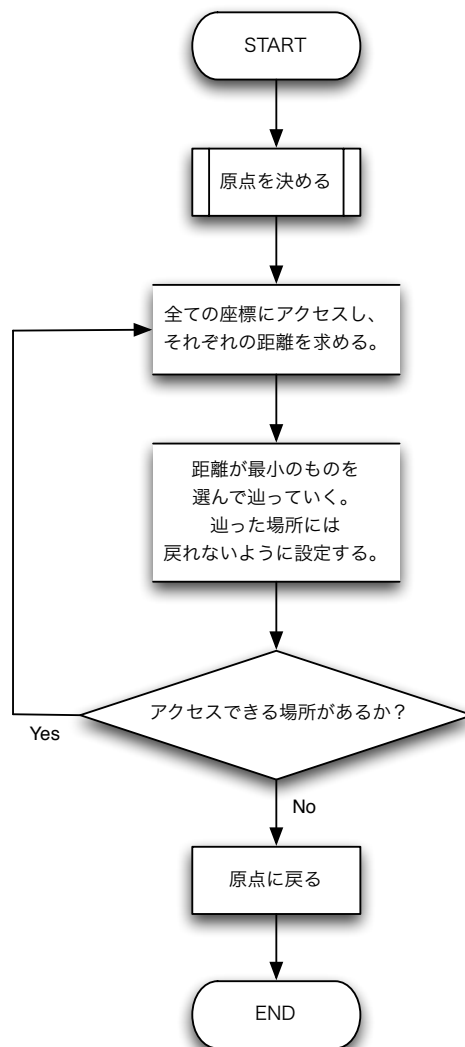 START
原点を決める
全ての座標にアクセスし、
それぞれの距離を求める。
距離が最小のものを
選んで辿っていく。
辿った場所には
戻れないように設定する。
アクセスできる場所があるか？
Yes
No
原点に戻る
END